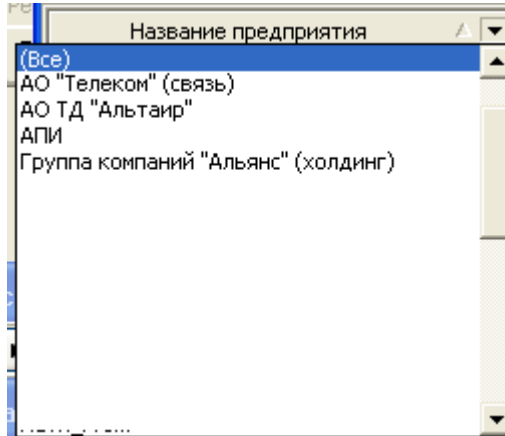 Название предприятия
(Все)
АО "Телеком" (связь)
АО ТД "Альтаир"
АПИ
Группа компаний "Альянс" (холдинг)